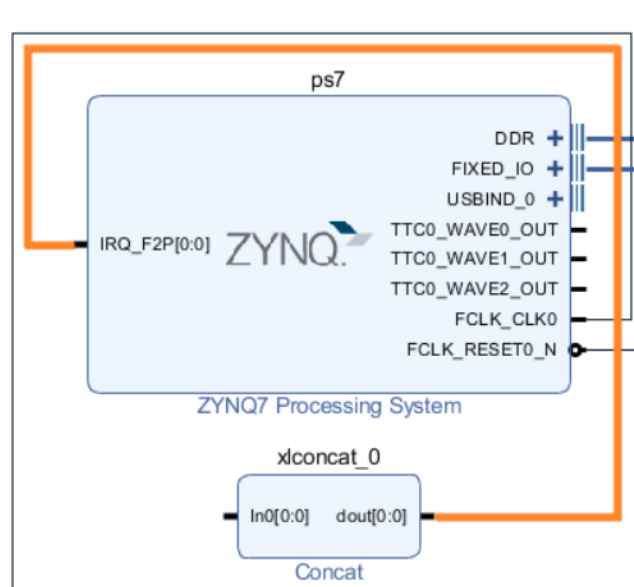 ps7
DDR
FIXED_IO
USBIND_0
TTC0_WAVE0_OUT
IRQ_F2P[0:0]
ZYNQ.
TTC0_WAVE1_OUT
TTC0_WAVE2_OUT
FCLK_CLK0
FCLK_RESET0_N
ZYNQ7 Processing System
xlconcat_0
In0[0:0] dout[0:0]
Concat